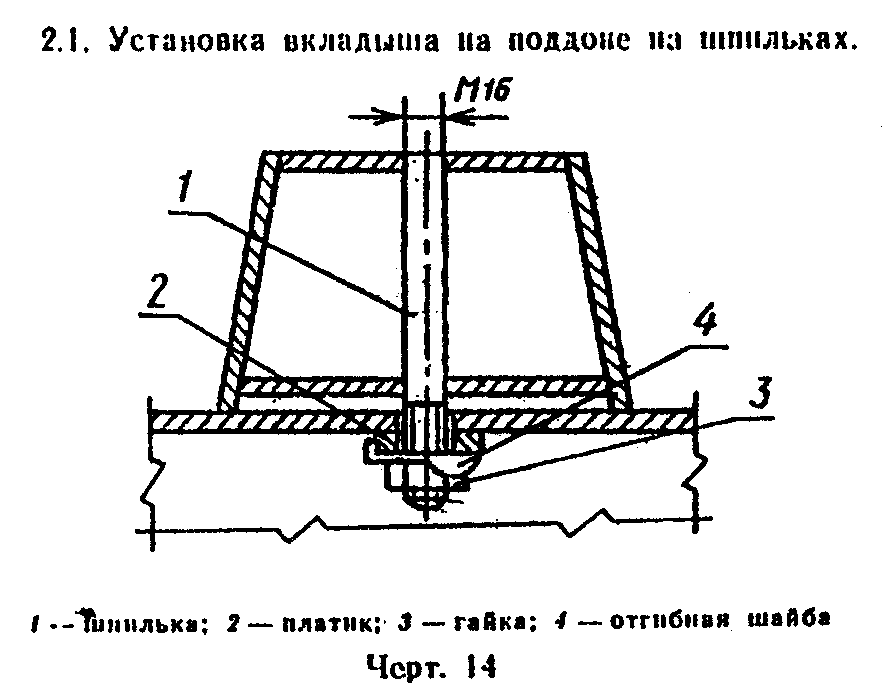 2.1. Установка вкладыша на поддоне на шпильках.
М16
1
2
4
3
1 -- шпилька; 2 — платик; 3 — гайка; 4 — отгибная шайба
Черт. 14